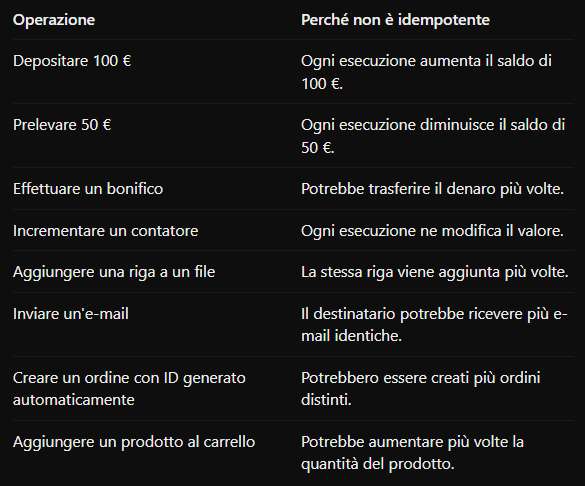 Operazione Perché non è idempotente
Depositare 100 € Ogni esecuzione aumenta il saldo di
100 €.
Prelevare 50 € Ogni esecuzione diminuisce il saldo di
50 €.
Effettuare un bonifico Potrebbe trasferire il denaro più volte.
Incrementare un contatore Ogni esecuzione ne modifica il valore.
Aggiungere una riga a un file La stessa riga viene aggiunta più volte.
Inviare un'e-mail Il destinatario potrebbe ricevere più e-
mail identiche.
Creare un ordine con ID generato Potrebbero essere creati più ordini
automaticamente distinti.
Aggiungere un prodotto al carrello Potrebbe aumentare più volte la
quantità del prodotto.